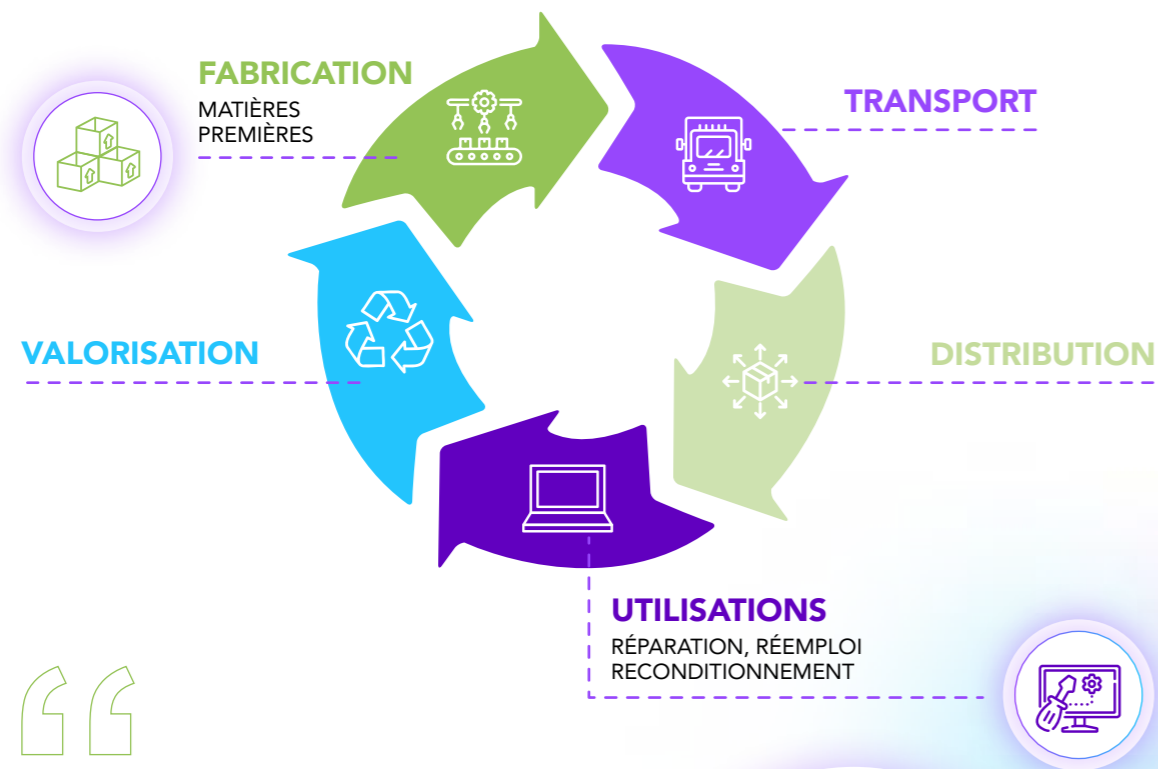 FABRICATION
MATIÈRES
PREMIÈRES
TRANSPORT
VALORISATION
DISTRIBUTION
UTILISATIONS
RÉPARATION, RÉEMPLOI
RECONDITIONNEMENT